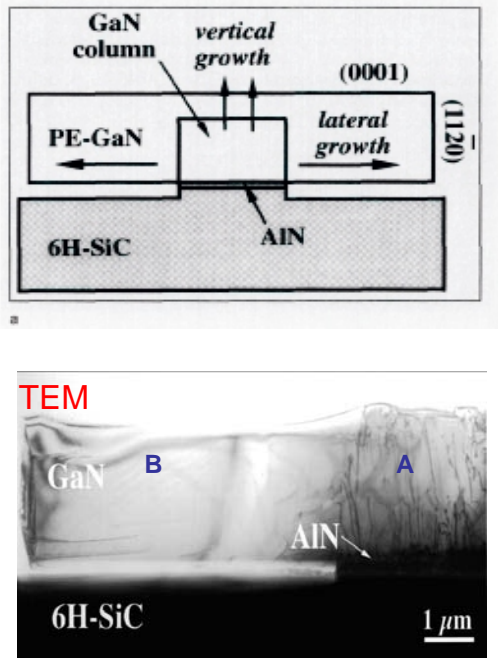 GaN
column
vertical
growth
(0001)
PE-GaN
lateral
growth
(11̅20)
AlN
6H-SiC
a
TEM
B
A
GaN
AlN
6H-SiC
1 μm